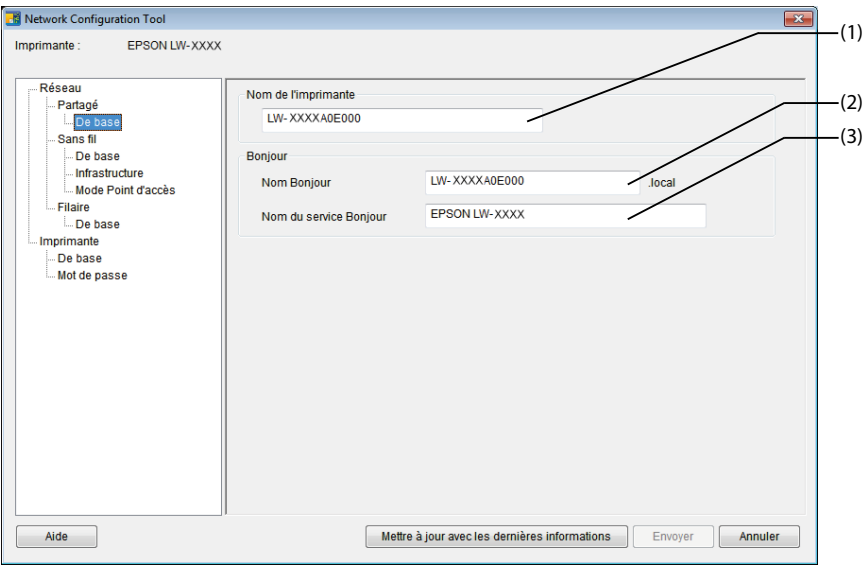 Network Configuration Tool
Imprimante : EPSON LW-XXXX
(1)
Réseau
Partagé
De base
Sans fil
De base
Infrastructure
Mode Point d'accès
Filaire
De base
Imprimante
De base
Mot de passe
Nom de l'imprimante
LW- XXXXA0E000
(2)
(3)
Bonjour
Nom Bonjour LW- XXXXA0E000 .local
Nom du service Bonjour EPSON LW-XXXX
Aide Mettre à jour avec les dernières informations Envoyer Annuler